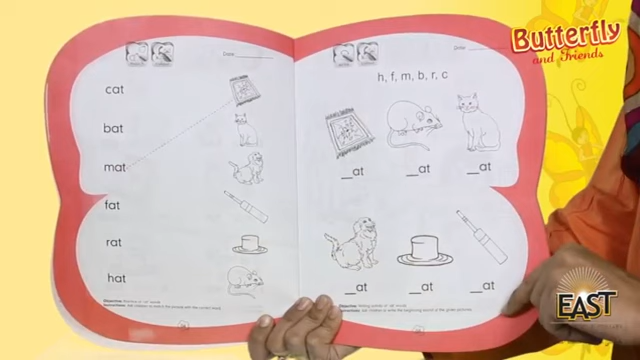 Date:
cat
bat
mat
fat
rat
hat
Date:
h, f, m, b, r, c
_at
_at
_at
_at
_at
_at
Butterfly
and Friends
EAST